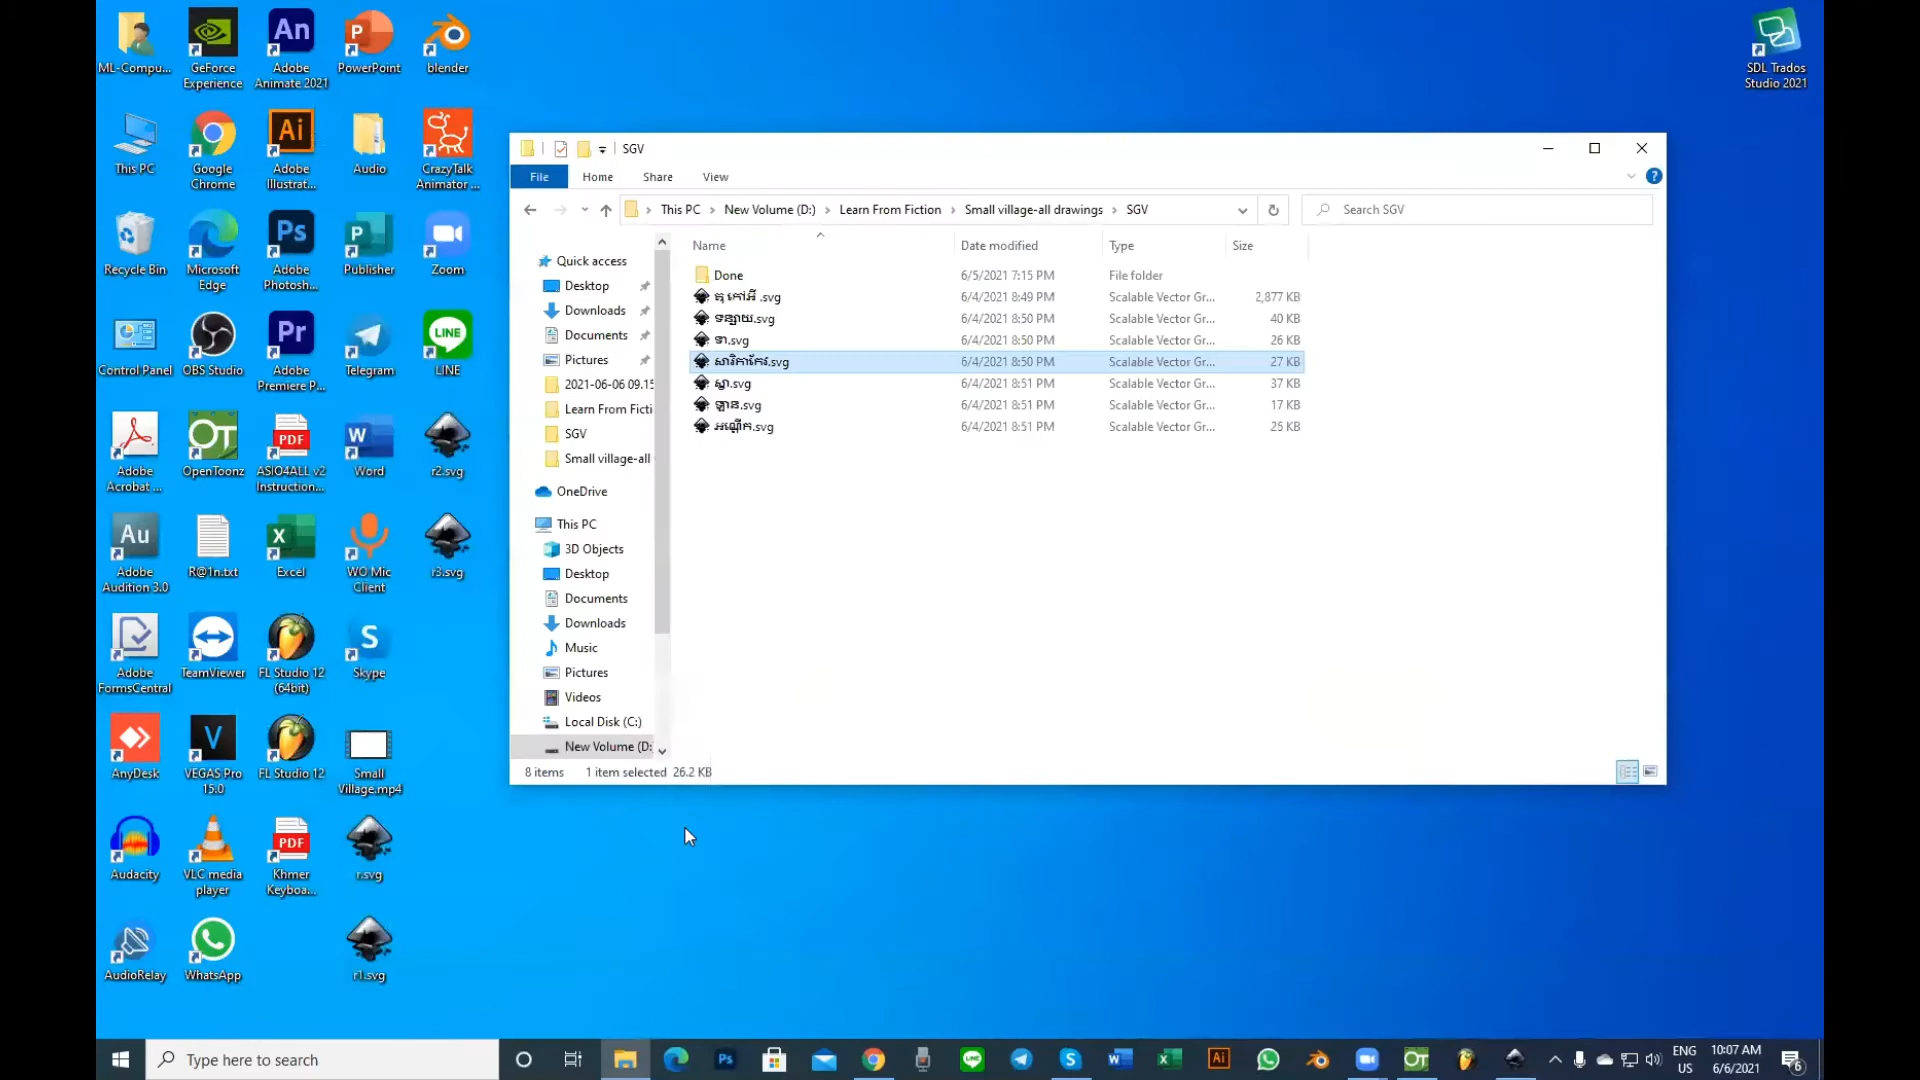 ML-Compu...
GeForce Experience
Adobe Animate 2021
PowerPoint
blender
SDL Trados Studio 2021
This PC
Google Chrome
Adobe Illustrat...
Audio
CrazyTalk Animator ...
Recycle Bin
Microsoft Edge
Adobe Photosh...
Publisher
Zoom
Control Panel
OBS Studio
Adobe Premiere P...
Telegram
LINE
Adobe Acrobat ...
OpenToonz
ASIO4ALL v2 Instruction...
Word
r2.svg
Adobe Audition 3.0
R@1n.txt
Excel
WO Mic Client
r3.svg
Adobe FormsCentral
TeamViewer
FL Studio 12 (64bit)
Skype
AnyDesk
VEGAS Pro 15.0
FL Studio 12
Small Village.mp4
Audacity
VLC media player
Khmer Keyboa...
r.svg
AudioRelay
WhatsApp
r1.svg
SGV
File Home Share View
This PC > New Volume (D:) > Learn From Fiction > Small village-all drawings > SGV
Search SGV
Name Date modified Type Size
Quick access
Desktop
Downloads
Documents
Pictures
2021-06-06 09.15
Learn From Ficti
SGV
Small village-all
OneDrive
This PC
3D Objects
Desktop
Documents
Downloads
Music
Pictures
Videos
Local Disk (C:)
New Volume (D:
Done 6/5/2021 7:15 PM File folder
តុ កៅអី .svg 6/4/2021 8:49 PM Scalable Vector Gr... 2,877 KB
ទន្សាយ.svg 6/4/2021 8:50 PM Scalable Vector Gr... 40 KB
ទា.svg 6/4/2021 8:50 PM Scalable Vector Gr... 26 KB
សារិកាកែវ.svg 6/4/2021 8:50 PM Scalable Vector Gr... 27 KB
ស្វា.svg 6/4/2021 8:51 PM Scalable Vector Gr... 37 KB
ឡាន.svg 6/4/2021 8:51 PM Scalable Vector Gr... 17 KB
អណ្តើក.svg 6/4/2021 8:51 PM Scalable Vector Gr... 25 KB
8 items 1 item selected 26.2 KB
Type here to search
ENG US
10:07 AM
6/6/2021
6